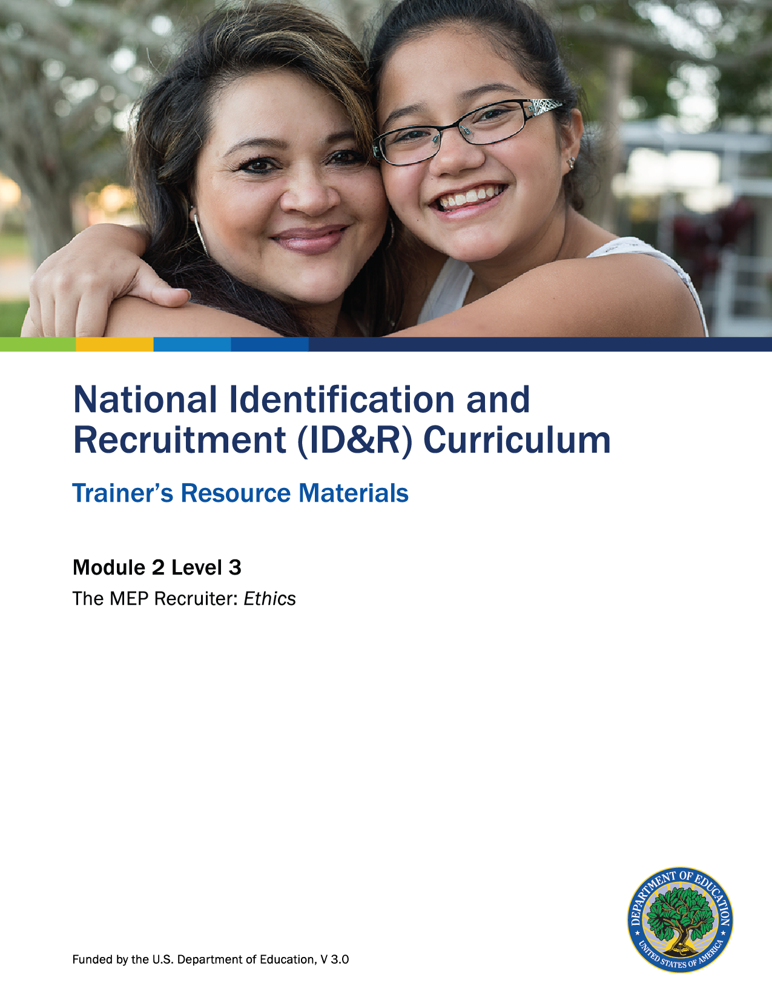 National Identification and
Recruitment (ID&R) Curriculum
Trainer’s Resource Materials
Module 2 Level 3
The MEP Recruiter: Ethics
Funded by the U.S. Department of Education, V 3.0
DEPARTMENT OF EDUCATION
UNITED STATES OF AMERICA